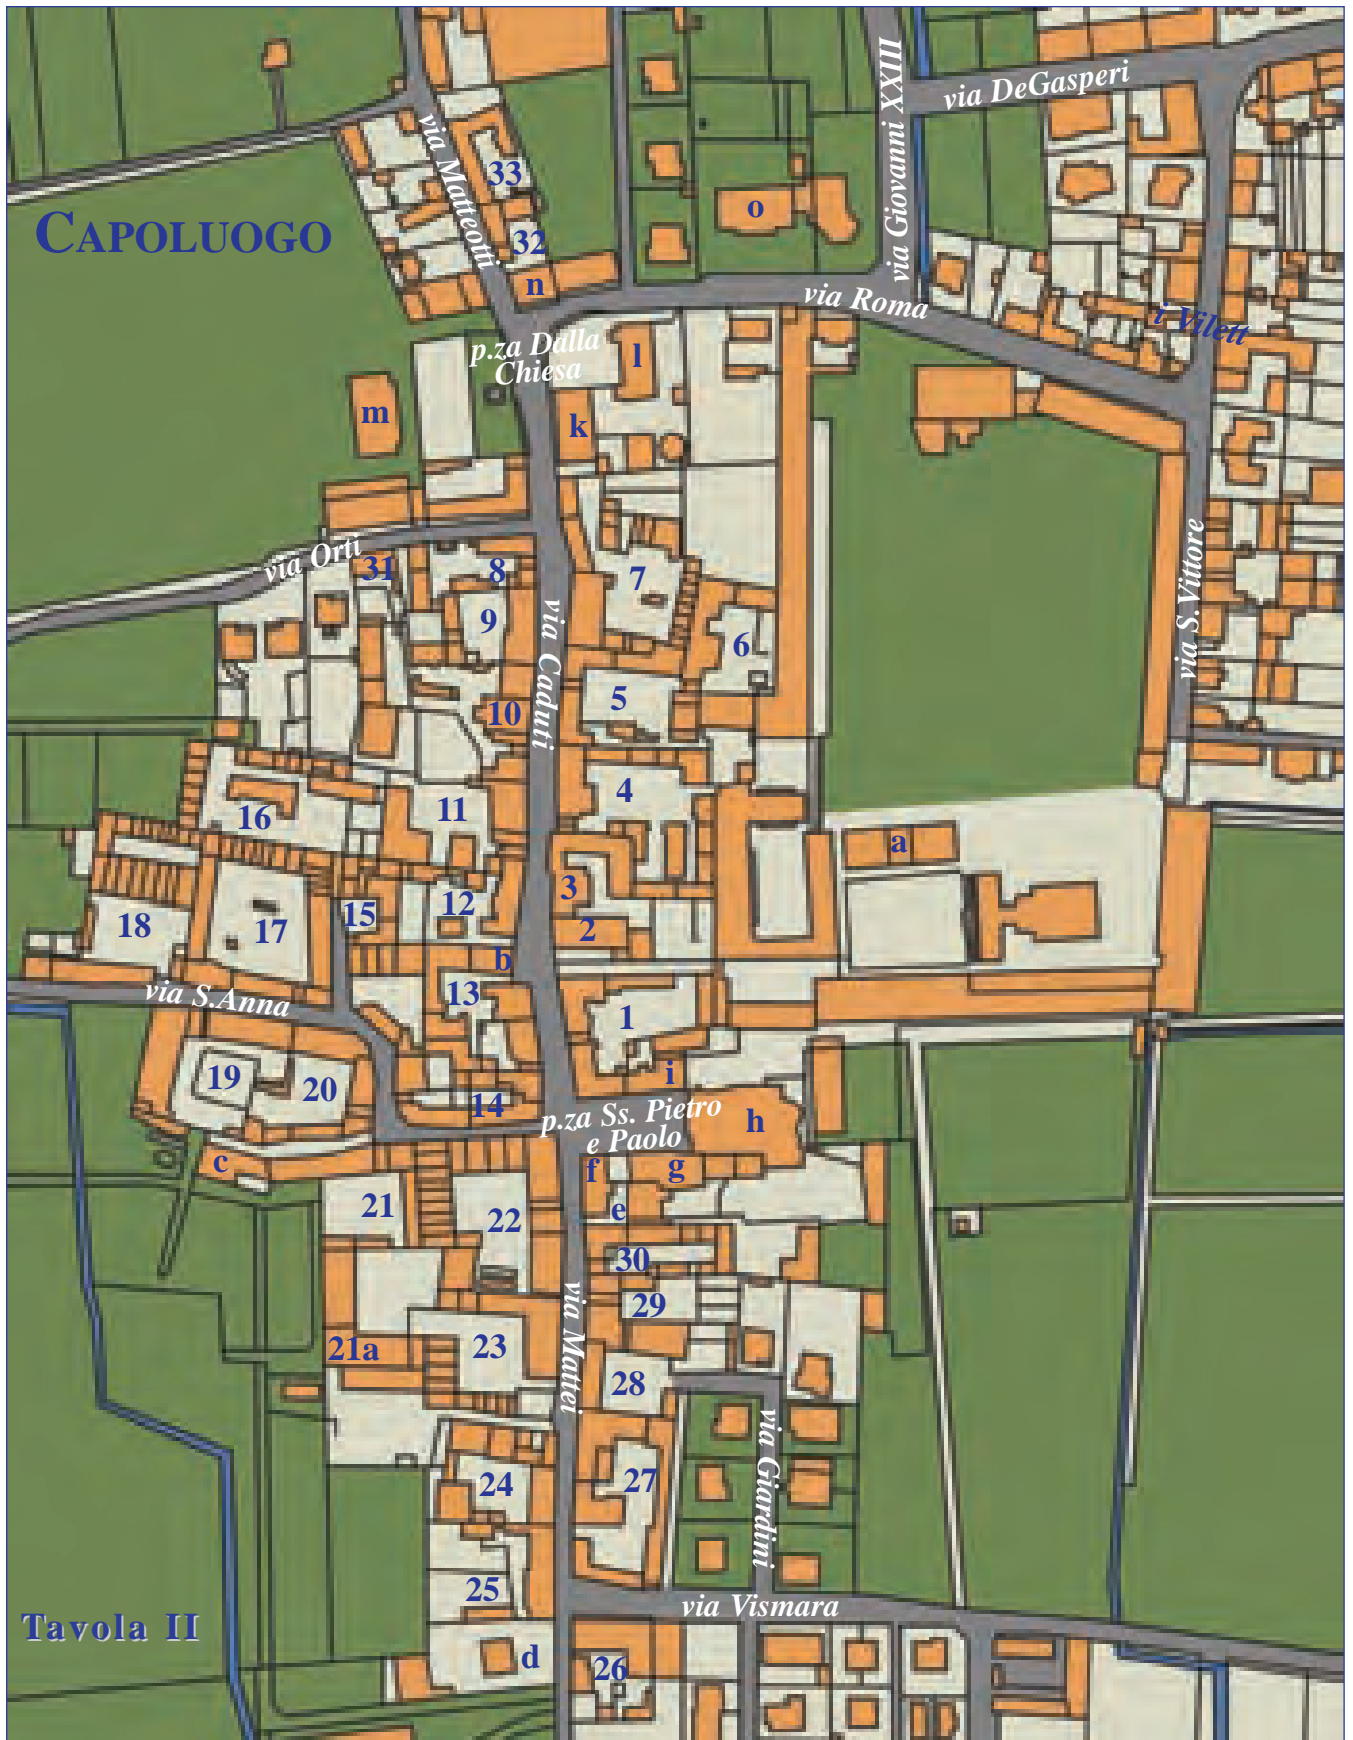 via DeGasperi
via Giovanni XXIII
via Matteotti
33
CAPOLUOGO
o
32
n
via Roma
i Vilett
p.za Dalla
Chiesa
l
m
k
via Orti
31
8
7
via S.Vittore
9
6
via Caduti
5
10
4
16
11
a
3
15
12
18
17
2
b
13
via S.Anna
1
19
20
i
14
p.za Ss. Pietro
e Paolo
h
c
f
g
21
22
e
30
29
via Mattei
21a
23
28
via Giardini
24
27
25
via Vismara
Tavola II
d
26